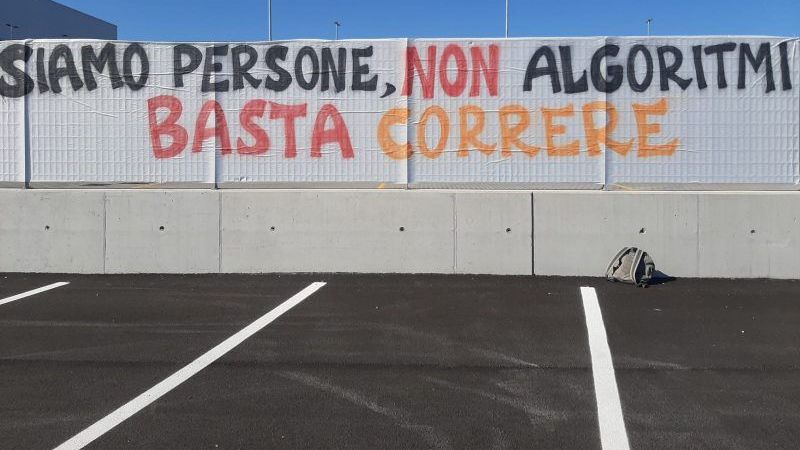 SIAMO PERSONE, NON ALGORITMI
BASTA CORRERE